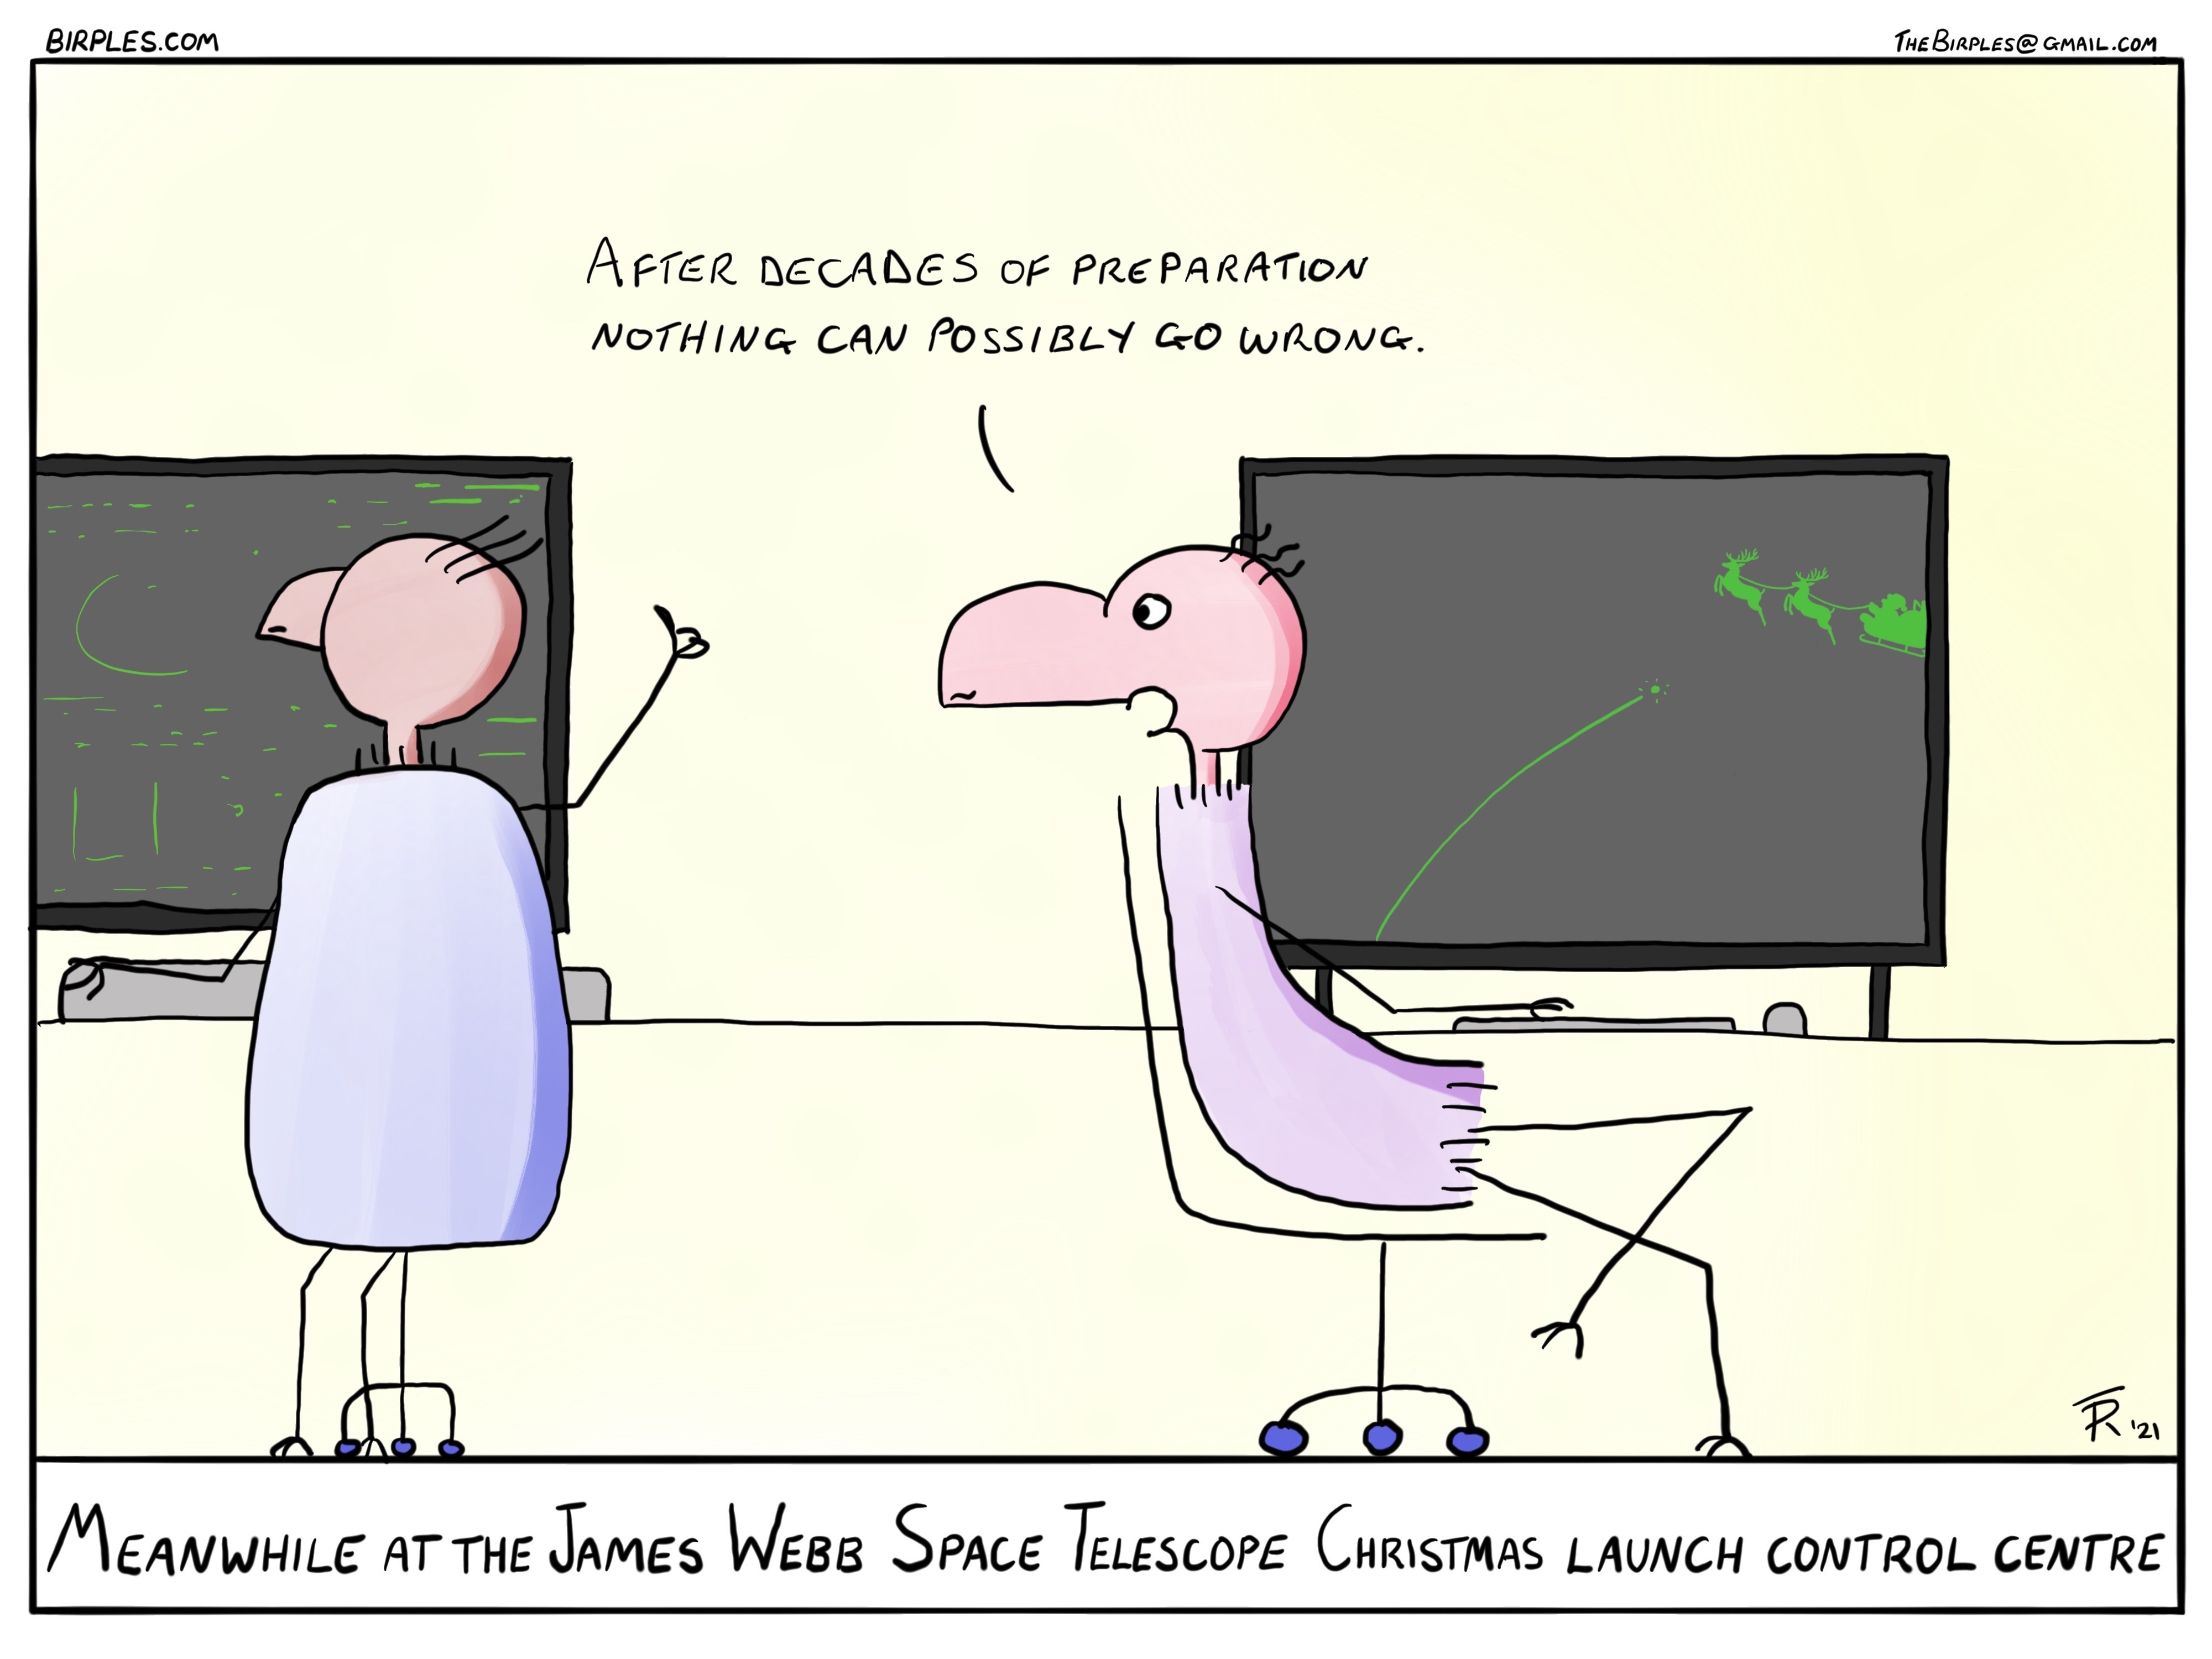 BIRPLES.COM
THEBIRPLES@GMAIL.COM
AFTER DECADES OF PREPARATION
NOTHING CAN POSSIBLY GO WRONG.
'21
MEANWHILE AT THE JAMES WEBB SPACE TELESCOPE CHRISTMAS LAUNCH CONTROL CENTRE